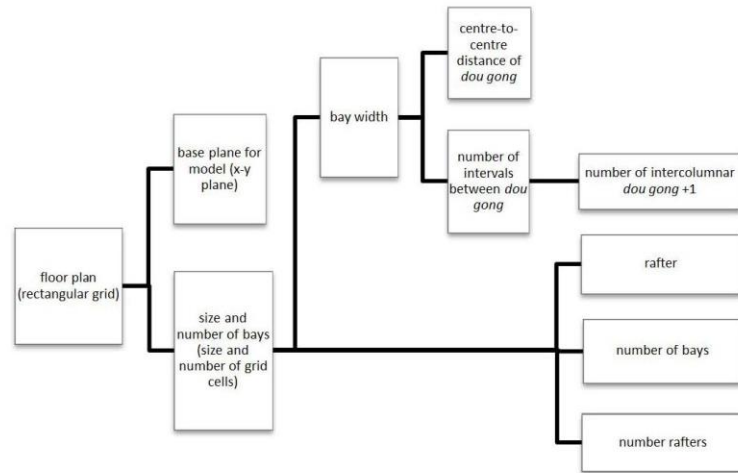 floor plan
(rectangular grid)
base plane for
model (x-y
plane)
size and
number of bays
(size and
number of grid
cells)
bay width
centre-to-
centre
distance of
dou gong
number of
intervals
between dou
gong
number of intercolumnar
dou gong +1
rafter
number of bays
number rafters